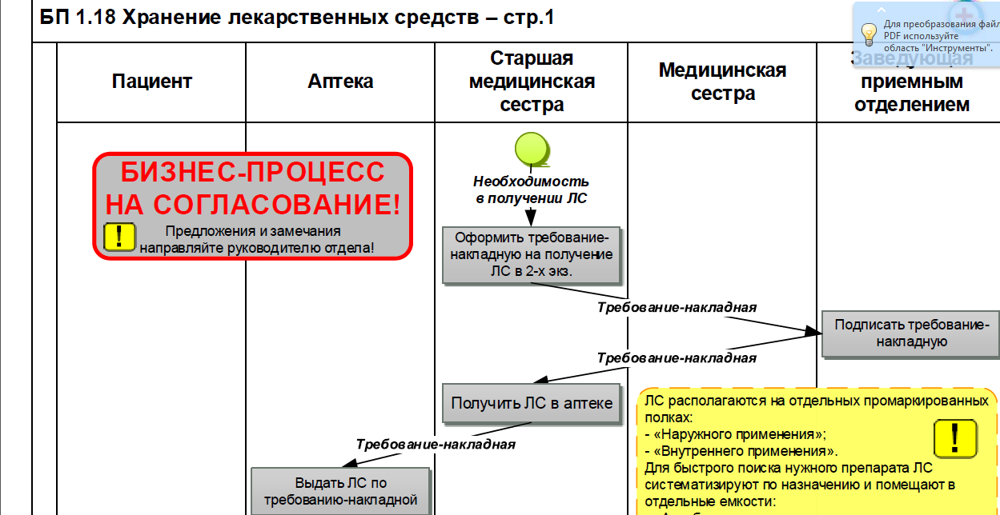 БП 1.18 Хранение лекарственных средств – стр.1
Для преобразования файл
PDF используйте
область "Инструменты".
Пациент
Аптека
Старшая
медицинская
сестра
Медицинская
сестра
Заведующая
приемным
отделением
БИЗНЕС-ПРОЦЕСС
НА СОГЛАСОВАНИЕ!
Предложения и замечания
направляйте руководителю отдела!
Необходимость
в получении ЛС
Оформить требование-
накладную на получение
ЛС в 2-х экз.
Требование-накладная
Подписать требование-
накладную
Требование-накладная
Получить ЛС в аптеке
Требование-накладная
Выдать ЛС по
требованию-накладной
ЛС располагаются на отдельных промаркированных
полках:
- «Наружного применения»;
- «Внутреннего применения».
Для быстрого поиска нужного препарата ЛС
систематизируют по назначению и помещают в
отдельные емкости: